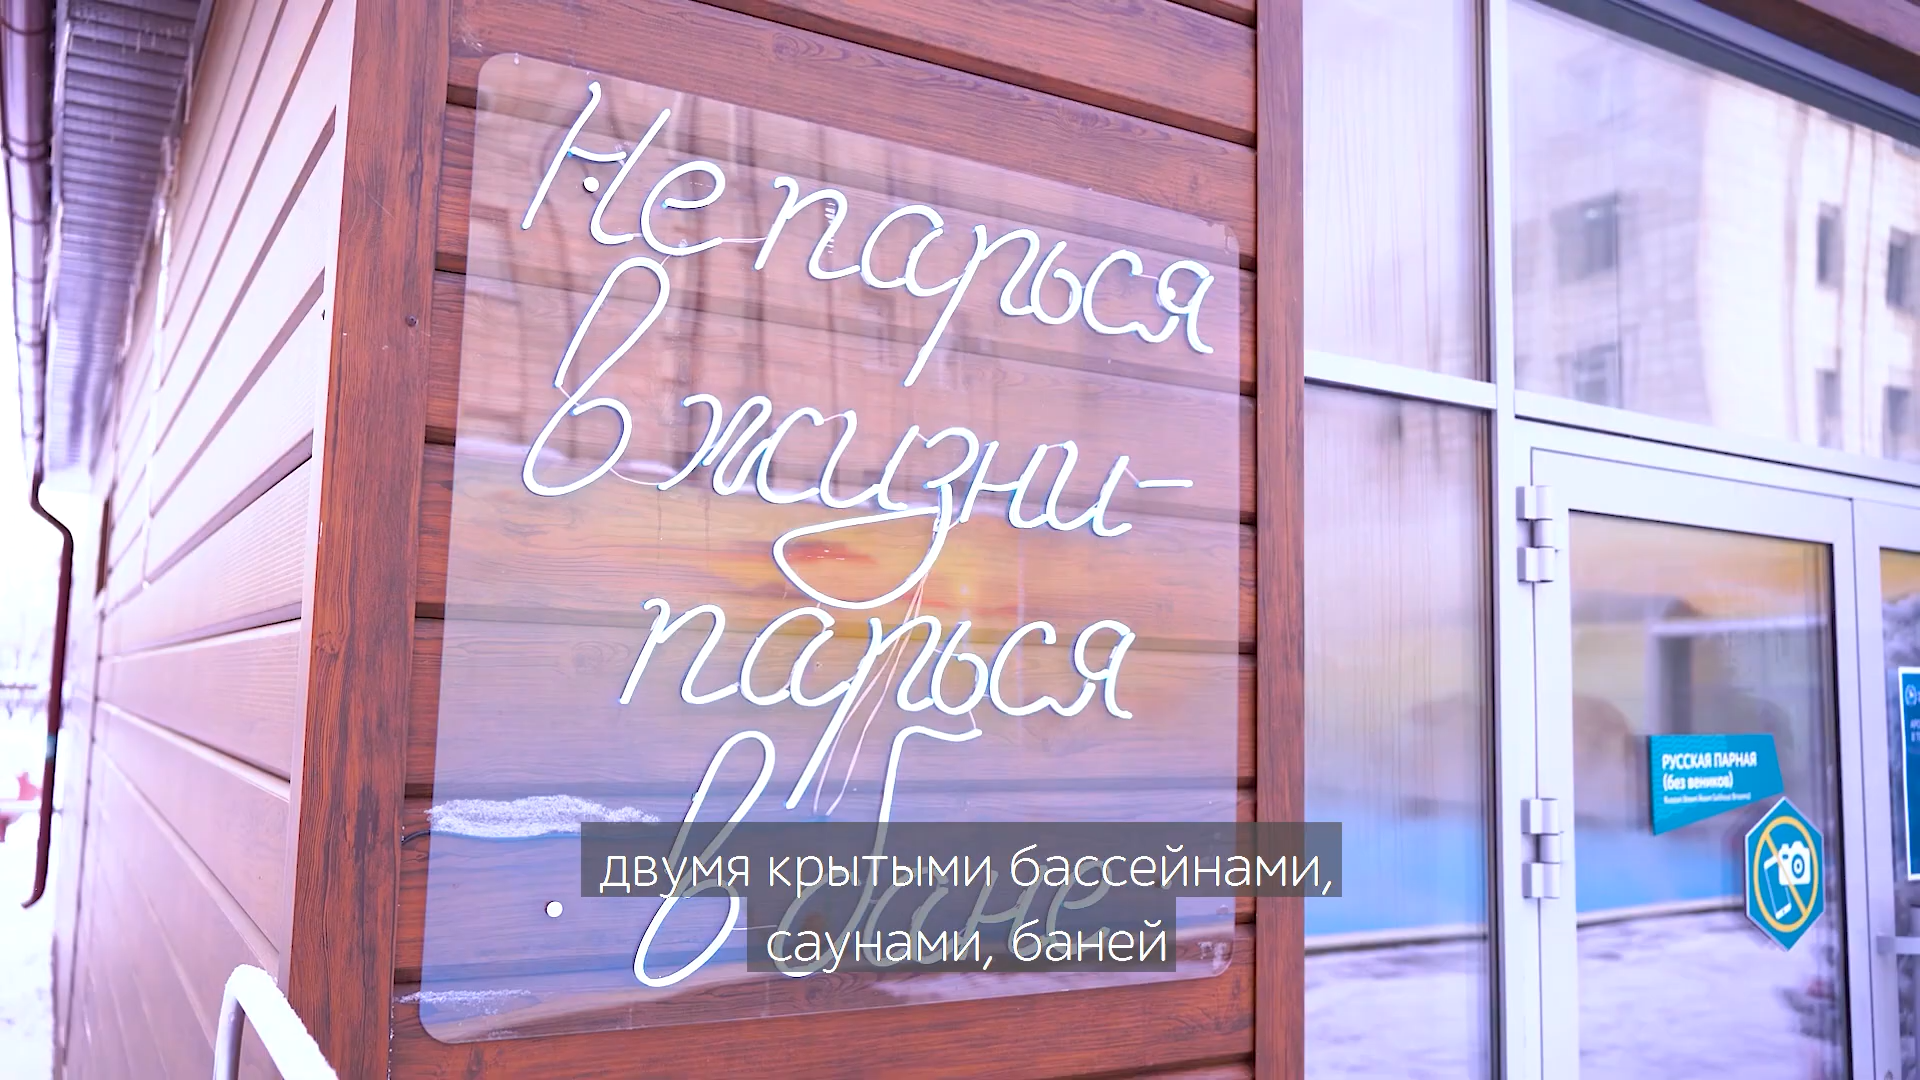 Не парься
в жизни-
парься
в бане
двумя крытыми бассейнами,
саунами, баней
РУССКАЯ ПАРНАЯ
(без веников)